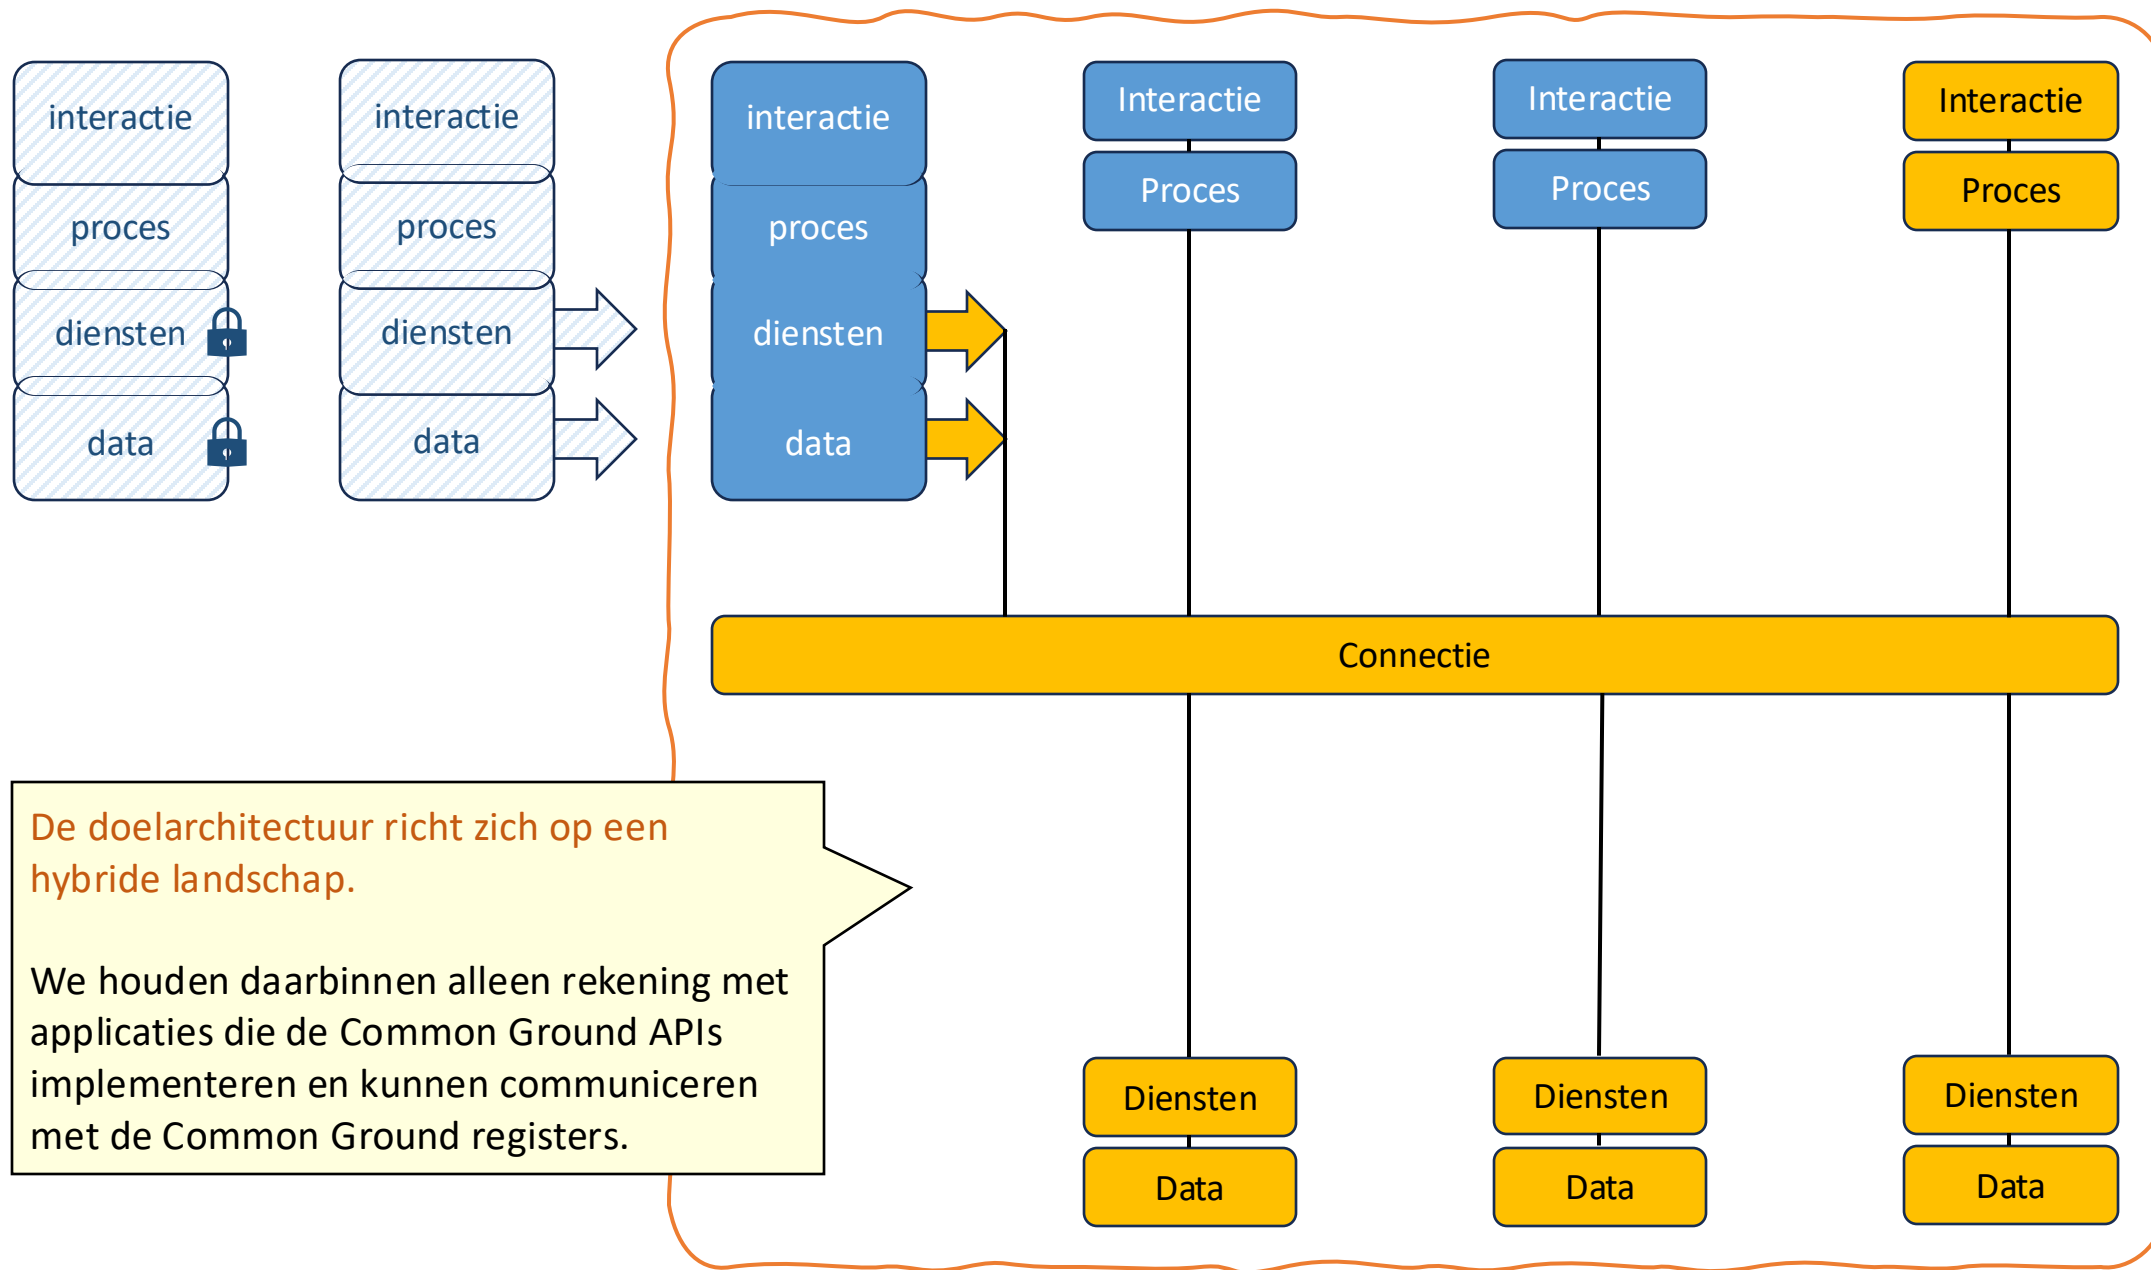 interactie
proces
diensten
data
interactie
proces
diensten
data
interactie
proces
diensten
data
Interactie
Proces
Interactie
Proces
Interactie
Proces
Connectie
De doelarchitectuur richt zich op een
hybride landschap.
We houden daarbinnen alleen rekening met
applicaties die de Common Ground APIs
implementeren en kunnen communiceren
met de Common Ground registers.
Diensten
Data
Diensten
Data
Diensten
Data